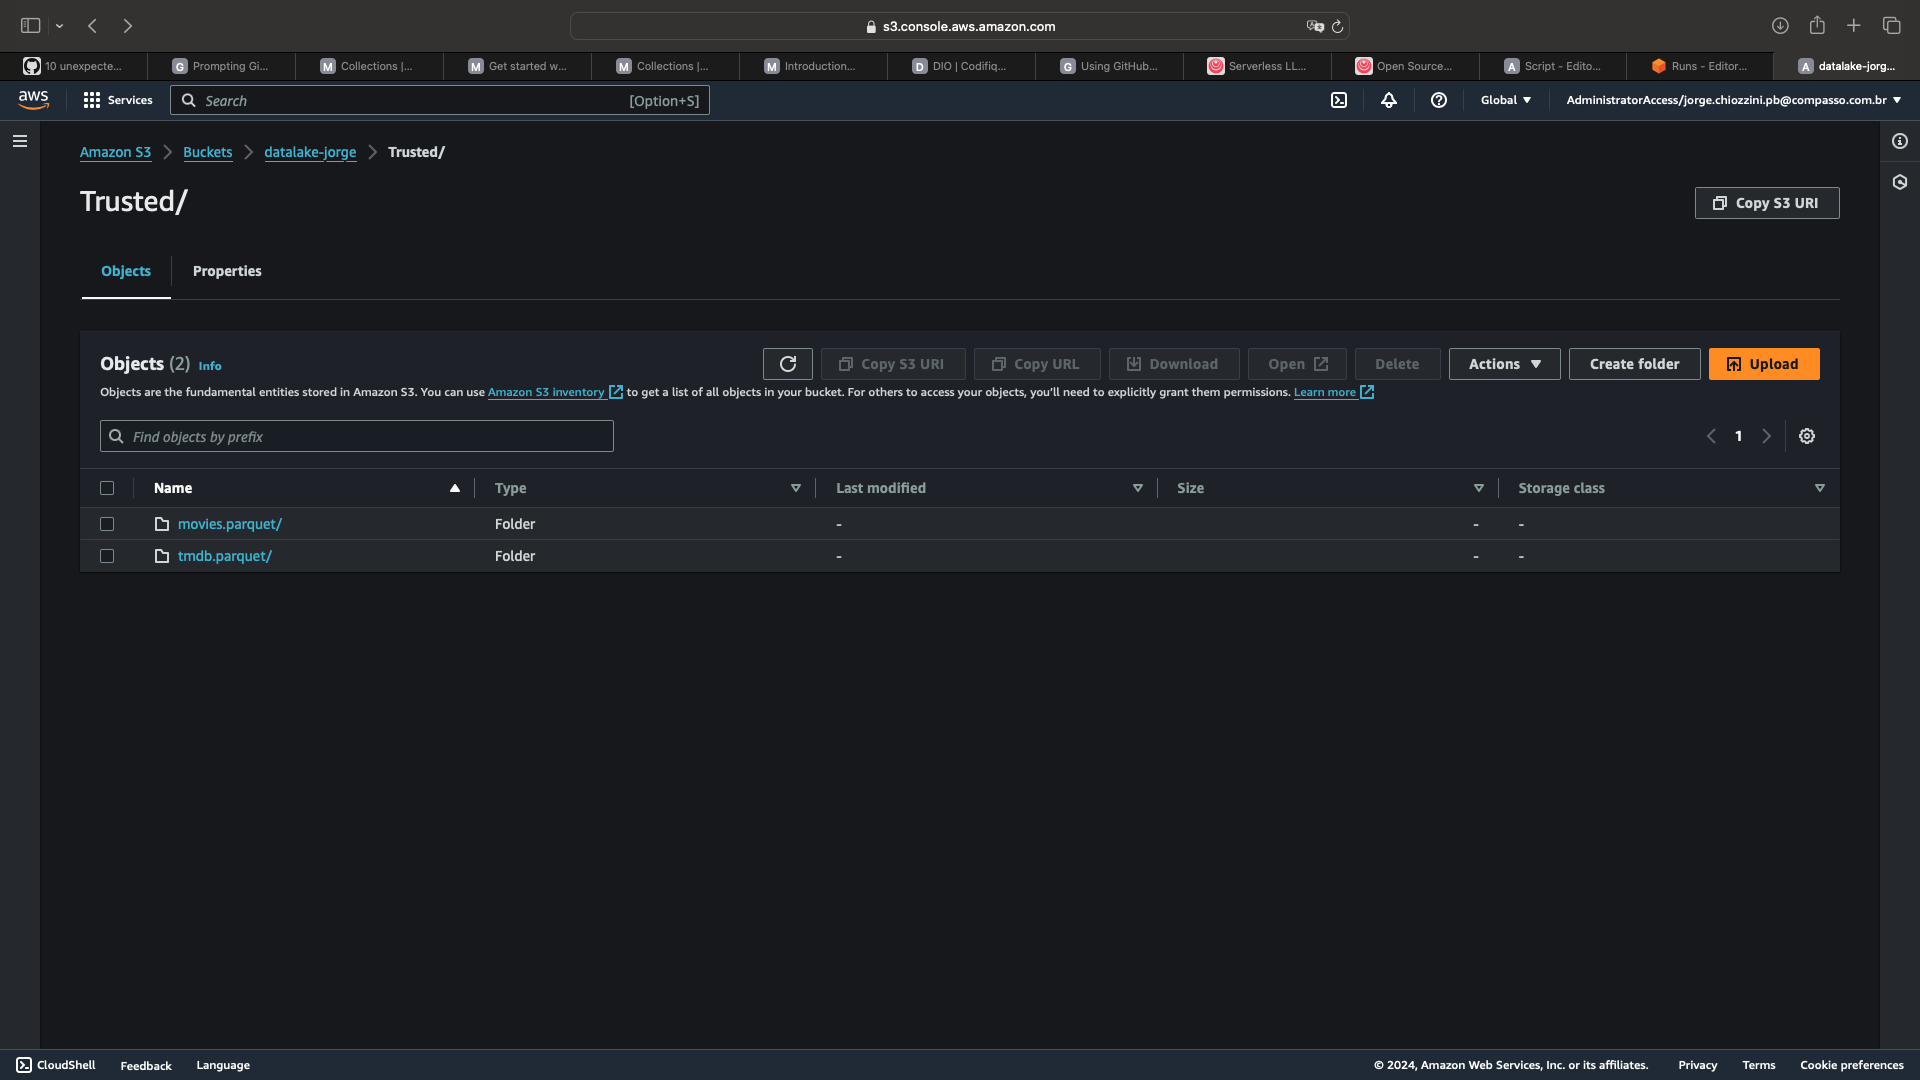 s3.console.aws.amazon.com
10 unexpecte...
G Prompting Gi...
M Collections |...
M Get started w...
M Collections |...
M Introduction...
D DIO | Codifiq...
G Using GitHub...
Serverless LL...
Open Source...
A Script - Edito...
Runs - Editor...
A datalake-jorg...
aws Services Search [Option+S] Global AdministratorAccess/jorge.chiozzini.pb@compasso.com.br
Amazon S3 > Buckets > datalake-jorge > Trusted/
Trusted/
Copy S3 URI
Objects Properties
Objects (2) Info
Copy S3 URI Copy URL Download Open Delete Actions Create folder Upload
Objects are the fundamental entities stored in Amazon S3. You can use Amazon S3 inventory to get a list of all objects in your bucket. For others to access your objects, you'll need to explicitly grant them permissions. Learn more
Find objects by prefix
1
Name Type Last modified Size Storage class
movies.parquet/ Folder - - -
tmdb.parquet/ Folder - - -
CloudShell Feedback Language © 2024, Amazon Web Services, Inc. or its affiliates. Privacy Terms Cookie preferences